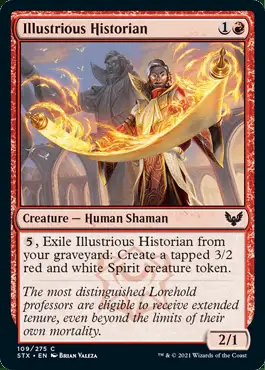 Illustrious Historian 1
Creature — Human Shaman
5, Exile Illustrious Historian from
your graveyard: Create a tapped 3/2
red and white Spirit creature token.
The most distinguished Lorehold
professors are eligible to receive extended
tenure, even beyond the limits of their
own mortality.
2/1
109/275 C
STX • EN Brian Valeza ™ & © 2021 Wizards of the Coast